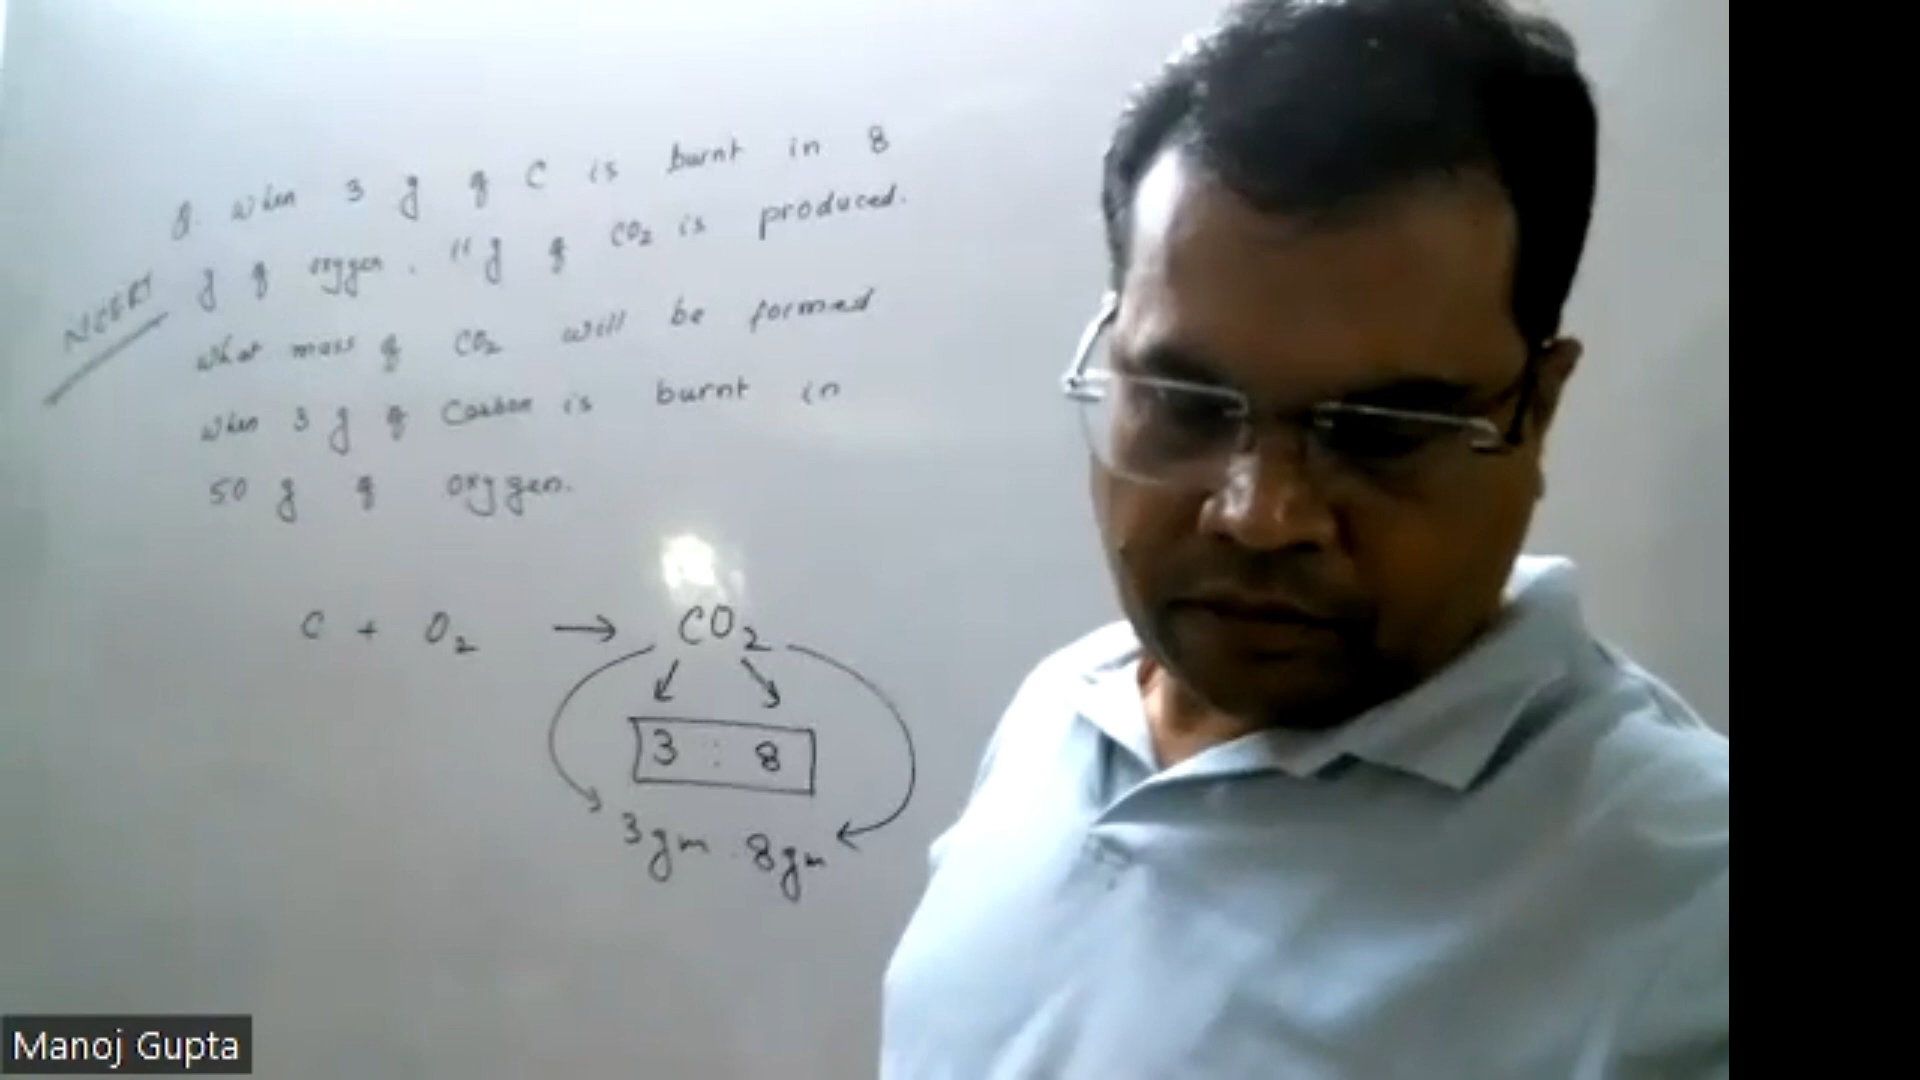 Q. When 3 g of C is burnt in 8
g of oxygen, 11 g of CO2 is produced.
NCERT
What mass of CO2 will be formed
when 3 g of Carbon is burnt in
50 g of oxygen.
C + O2 → CO2
3 : 8
3gm 8gm
Manoj Gupta